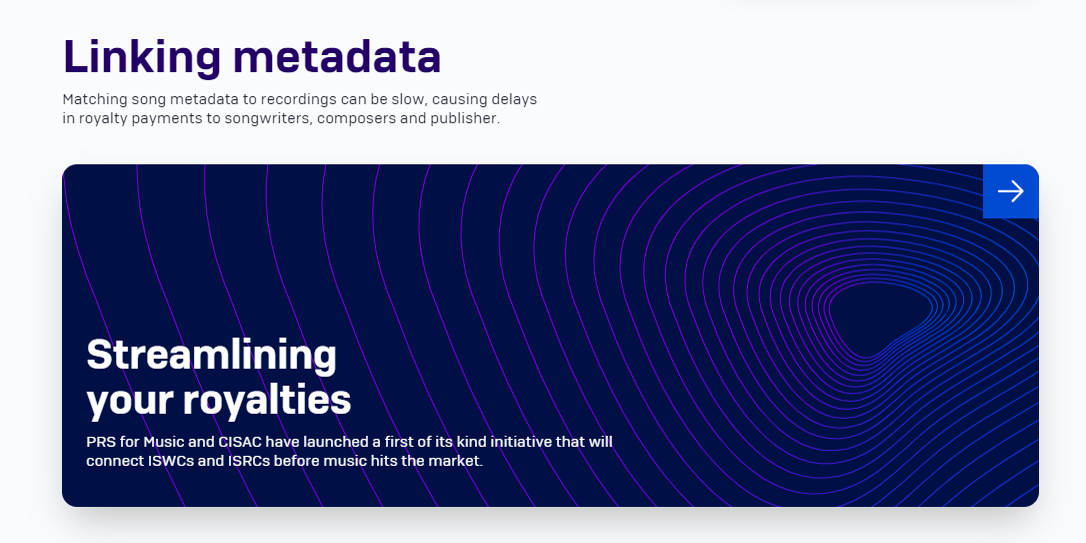 Linking metadata
Matching song metadata to recordings can be slow, causing delays
in royalty payments to songwriters, composers and publisher.
Streamlining
your royalties
PRS for Music and CISAC have launched a first of its kind initiative that will
connect ISWCs and ISRCs before music hits the market.